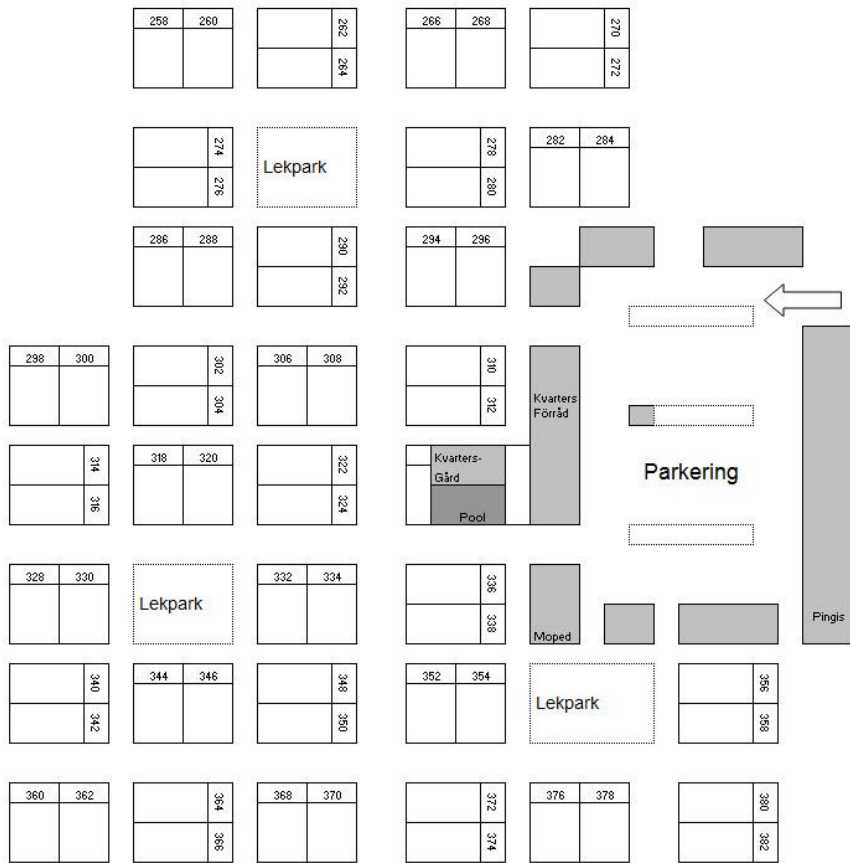 258 260 262 266 268 270
264 272
274 278 282 284
Lekpark
276 280
286 288 290 294 296
292
298 300 302 306 308 310
304 312
Kvarters
Förråd
314 318 320 322 Kvarters-
Gård
316 324 Pool
Parkering
328 330 332 334 336
Lekpark
338 Moped Pingis
340 344 346 348 352 354 356
Lekpark
342 350 358
360 362 364 368 370 372 376 378 380
366 374 382